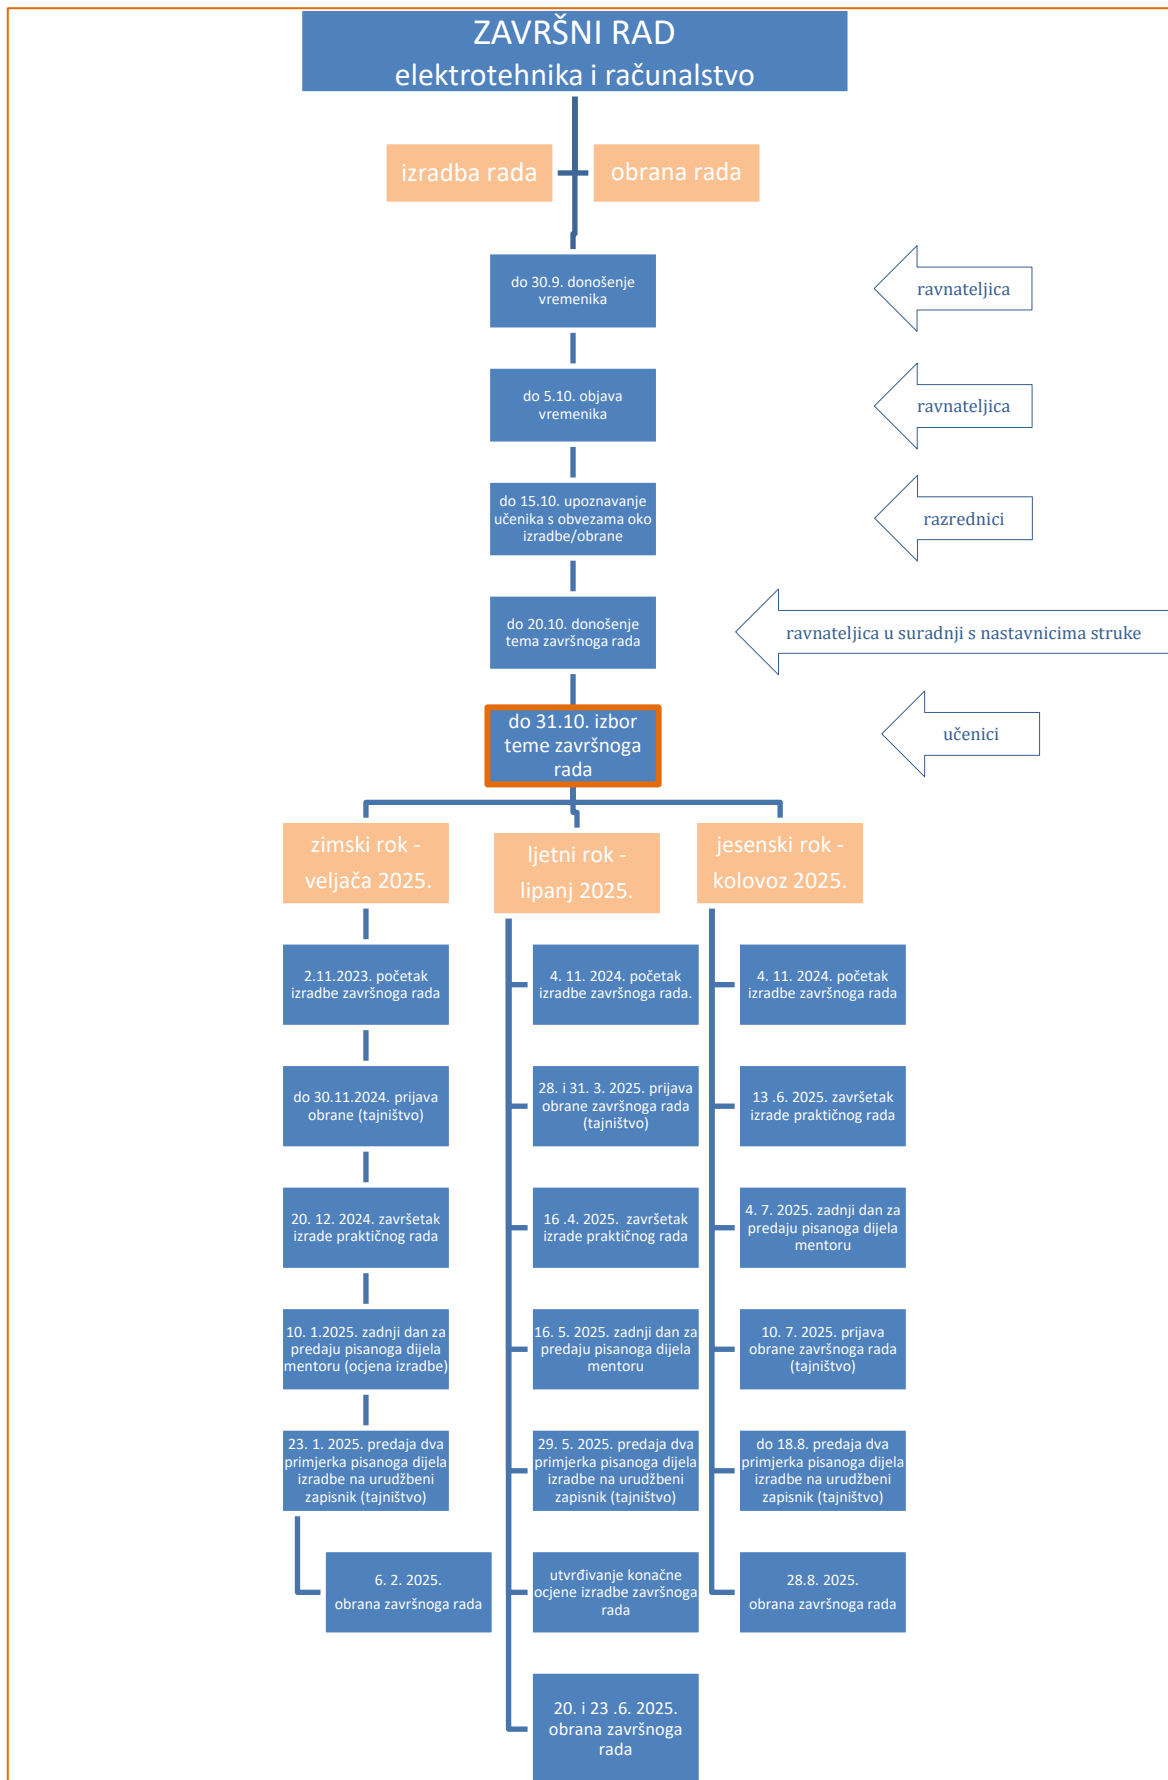 ZAVRŠNI RAD
elektrotehnika i računalstvo
izradba rada
obrana rada
do 30.9. donošenje
vremenika
ravnateljica
do 5.10. objava
vremenika
ravnateljica
do 15.10. upoznavanje
učenika s obvezama oko
izradbe/obrane
razrednici
do 20.10. donošenje
tema završnoga rada
ravnateljica u suradnji s nastavnicima struke
do 31.10. izbor
teme završnoga
rada
učenici
zimski rok -
veljača 2025.
2.11.2023. početak
izradbe završnoga rada
do 30.11.2024. prijava
obrane (tajništvo)
20. 12. 2024. završetak
izrade praktičnog rada
10. 1.2025. zadnji dan za
predaju pisanoga dijela
mentoru (ocjena izradbe)
23. 1. 2025. predaja dva
primjerka pisanoga dijela
izradbe na urudžbeni
zapisnik (tajništvo)
6. 2. 2025.
obrana završnoga rada
ljetni rok -
lipanj 2025.
4. 11. 2024. početak
izradbe završnoga rada.
28. i 31. 3. 2025. prijava
obrane završnoga rada
(tajništvo)
16 .4. 2025.  završetak
izrade praktičnog rada
16. 5. 2025. zadnji dan za
predaju pisanoga dijela
mentoru
29. 5. 2025. predaja dva
primjerka pisanoga dijela
izradbe na urudžbeni
zapisnik (tajništvo)
utvrđivanje konačne
ocjene izradbe završnoga
rada
20. i 23 .6. 2025.
obrana završnoga
rada
jesenski rok -
kolovoz 2025.
4. 11. 2024. početak
izradbe završnoga rada
13 .6. 2025. završetak
izrade praktičnog rada
4. 7. 2025. zadnji dan za
predaju pisanoga dijela
mentoru
10. 7. 2025. prijava
obrane završnoga rada
(tajništvo)
do 18.8. predaja dva
primjerka pisanoga dijela
izradbe na urudžbeni
zapisnik (tajništvo)
28.8. 2025.
obrana završnoga rada